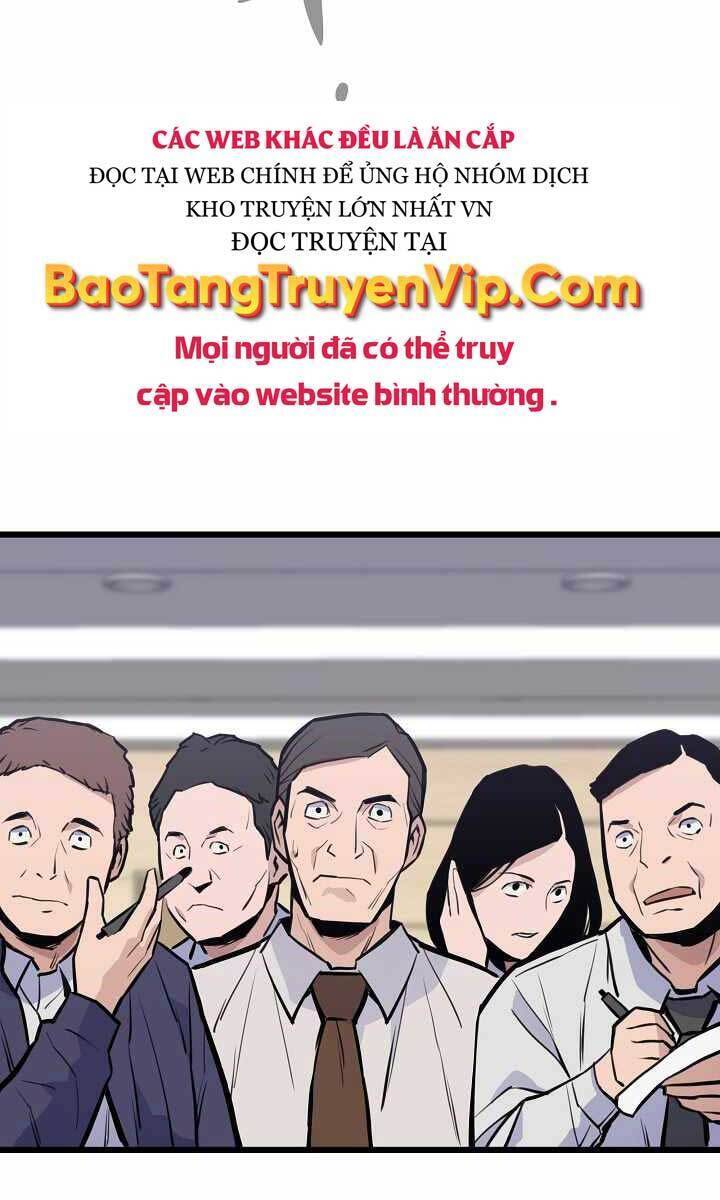 CÁC WEB KHÁC ĐỀU LÀ ĂN CẮP
ĐỌC TẠI WEB CHÍNH ĐỂ ỦNG HỘ NHÓM DỊCH
KHO TRUYỆN LỚN NHẤT VN
ĐỌC TRUYỆN TẠI
BaoTangTruyenVip.Com
Mọi người đã có thể truy
cập vào website bình thường .